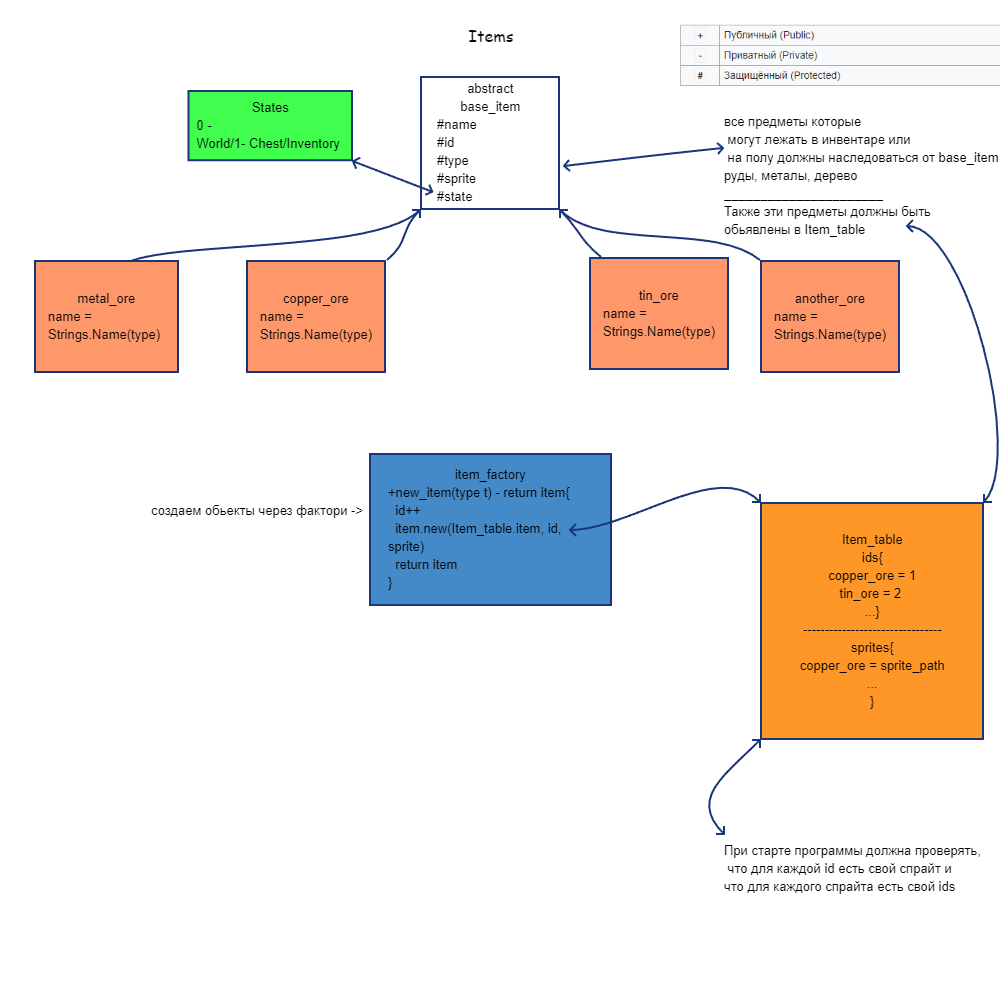 Items
+ Публичный (Public)
- Приватный (Private)
# Защищённый (Protected)
States
0 -
World/1- Chest/Inventory
abstract
base_item
#name
#id
#type
#sprite
#state
все предметы которые
могут лежать в инвентаре или
на полу должны наследоваться от base_item
руды, металы, дерево
______________________
Также эти предметы должны быть
обьявлены в Item_table
metal_ore
name =
Strings.Name(type)
copper_ore
name =
Strings.Name(type)
tin_ore
name =
Strings.Name(type)
another_ore
name =
Strings.Name(type)
создаем обьекты через фактори ->
item_factory
+new_item(type t) - return item{
id++
item.new(Item_table.item, id,
sprite)
return item
}
Item_table
ids{
copper_ore = 1
tin_ore = 2
...}
--------------------------------
sprites{
copper_ore = sprite_path
...
}
При старте программы должна проверять,
что для каждой id есть свой спрайт и
что для каждого спрайта есть свой ids